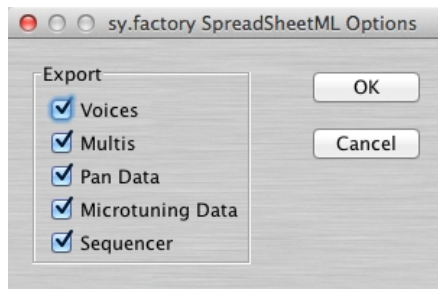 sy.factory SpreadSheetML Options
Export
Voices
Multis
Pan Data
Microtuning Data
Sequencer
OK
Cancel